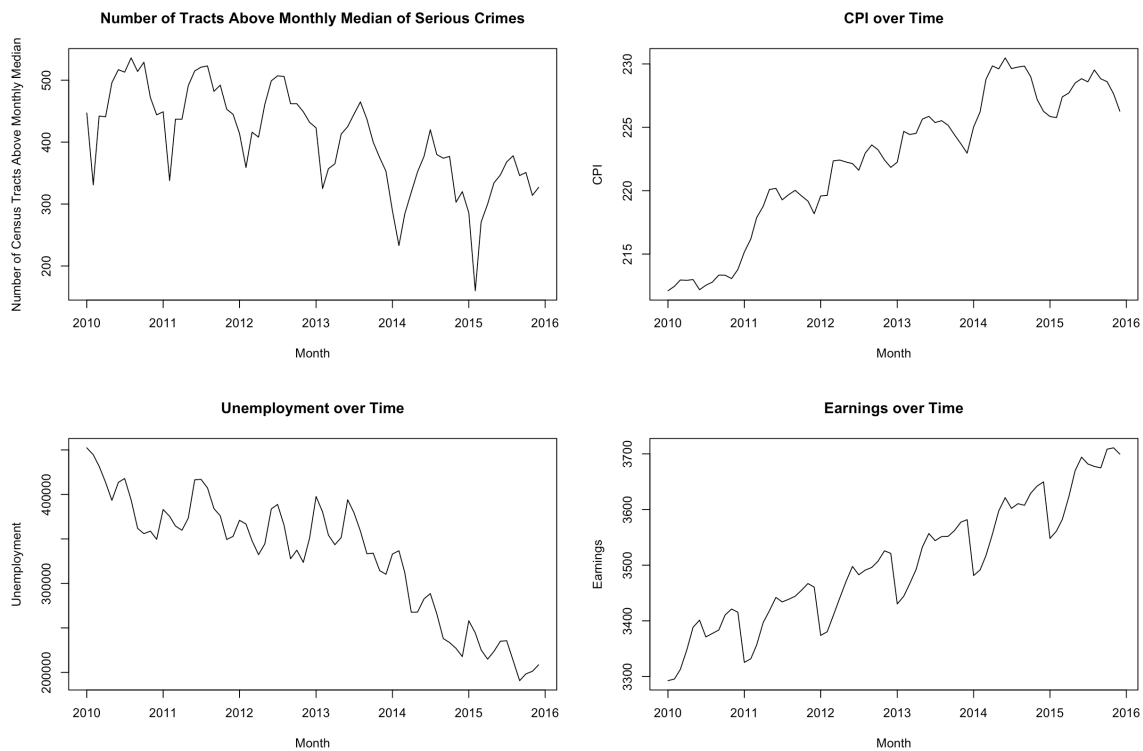 Number of Tracts Above Monthly Median of Serious Crimes
Number of Census Tracts Above Monthly Median
500
400
300
200
2010 2011 2012 2013 2014 2015 2016
Month
CPI over Time
CPI
230
225
220
215
2010 2011 2012 2013 2014 2015 2016
Month
Unemployment over Time
Unemployment
400000
300000
200000
2010 2011 2012 2013 2014 2015 2016
Month
Earnings over Time
Earnings
3700
3600
3500
3400
3300
2010 2011 2012 2013 2014 2015 2016
Month